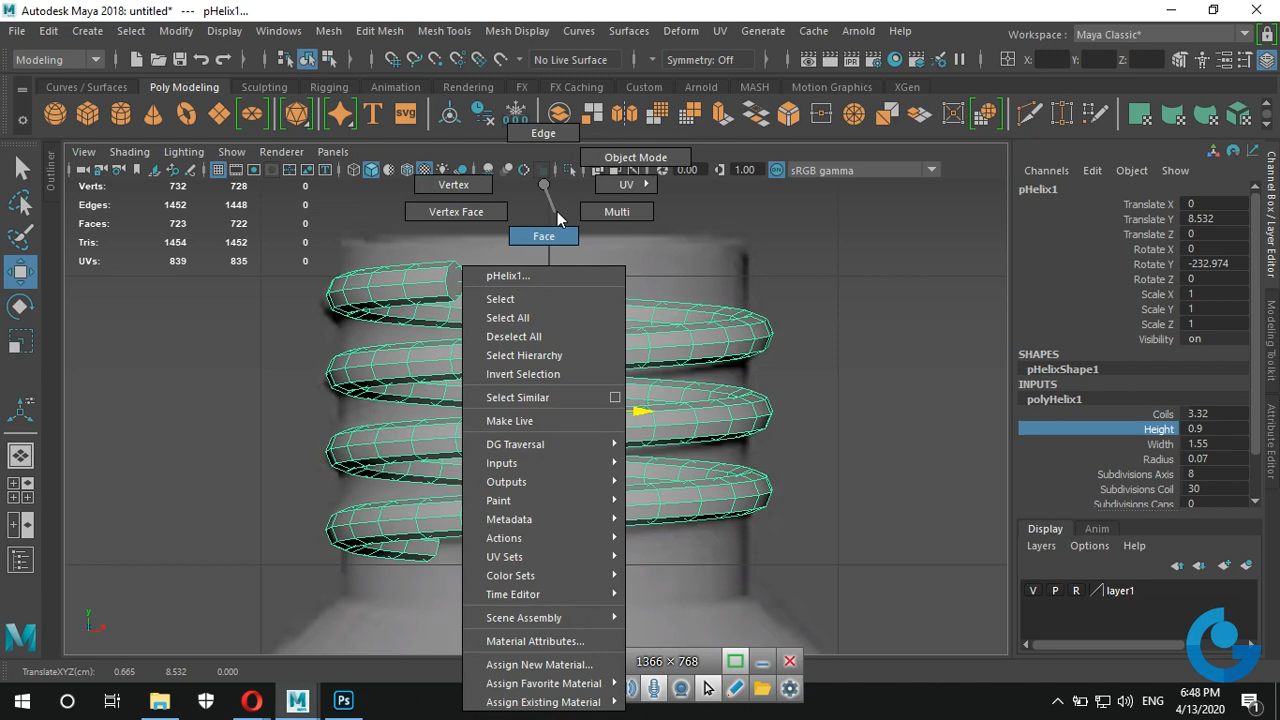 Autodesk Maya 2018: untitled* --- pHelix1...
File Edit Create Select Modify Display Windows Mesh Edit Mesh Mesh Tools Mesh Display Curves Surfaces Deform UV Generate Cache Arnold Help
Workspace : Maya Classic*
Modeling
No Live Surface
Symmetry: Off
X:
Y:
Z:
Curves / Surfaces Poly Modeling Sculpting Rigging Animation Rendering FX FX Caching Custom Arnold MASH Motion Graphics XGen
Edge
Object Mode
Vertex
UV
Vertex Face
Multi
Face
View Shading Lighting Show Renderer Panels
0.00
1.00
sRGB gamma
Verts: 732 728
Edges: 1452 1448
Faces: 723 722
Tris: 1454 1452
UVs: 839 835
pHelix1...
Select
Select All
Deselect All
Select Hierarchy
Invert Selection
Select Similar
Make Live
DG Traversal
Inputs
Outputs
Paint
Metadata
Actions
UV Sets
Color Sets
Time Editor
Scene Assembly
Material Attributes...
Assign New Material...
Assign Favorite Material
Assign Existing Material
Outliner
Channels Edit Object Show
pHelix1
Translate X 0
Translate Y 8.532
Translate Z 0
Rotate X 0
Rotate Y -232.974
Rotate Z 0
Scale X 1
Scale Y 1
Scale Z 1
Visibility on
SHAPES
pHelixShape1
INPUTS
polyHelix1
Coils 3.32
Height 0.9
Width 1.55
Radius 0.07
Subdivisions Axis 8
Subdivisions Coil 30
Subdivisions Caps 0
Display Anim
Layers Options Help
V P R layer1
Channel Box / Layer Editor
Modeling Toolkit
Attribute Editor
y
TranslateXYZ(cm): 0.665 8.532 0.000
1366 × 768
Ps
ENG
6:48 PM
4/13/2020